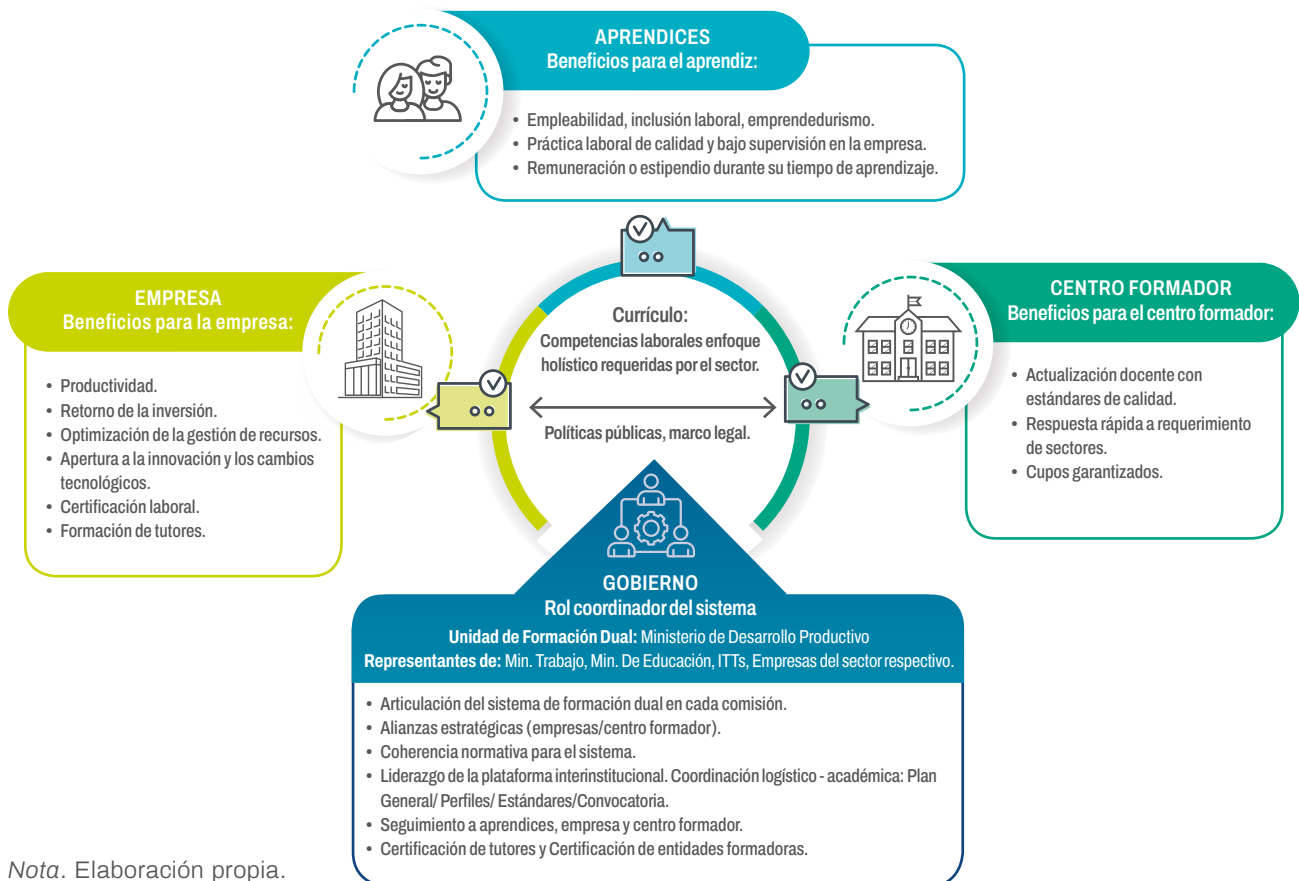 APRENDICES
Beneficios para el aprendiz:
• Empleabilidad, inclusión laboral, emprendedurismo.
• Práctica laboral de calidad y bajo supervisión en la empresa.
• Remuneración o estipendio durante su tiempo de aprendizaje.
EMPRESA
Beneficios para la empresa:
• Productividad.
• Retorno de la inversión.
• Optimización de la gestión de recursos.
• Apertura a la innovación y los cambios
tecnológicos.
• Certificación laboral.
• Formación de tutores.
Currículo:
Competencias laborales enfoque
holístico requeridas por el sector.
Políticas públicas, marco legal.
CENTRO FORMADOR
Beneficios para el centro formador:
• Actualización docente con
estándares de calidad.
• Respuesta rápida a requerimiento
de sectores.
• Cupos garantizados.
GOBIERNO
Rol coordinador del sistema
Unidad de Formación Dual: Ministerio de Desarrollo Productivo
Representantes de: Min. Trabajo, Min. De Educación, ITTs, Empresas del sector respectivo.
• Articulación del sistema de formación dual en cada comisión.
• Alianzas estratégicas (empresas/centro formador).
• Coherencia normativa para el sistema.
• Liderazgo de la plataforma interinstitucional. Coordinación logístico - académica: Plan
General/ Perfiles/ Estándares/Convocatoria.
• Seguimiento a aprendices, empresa y centro formador.
• Certificación de tutores y Certificación de entidades formadoras.
Nota. Elaboración propia.